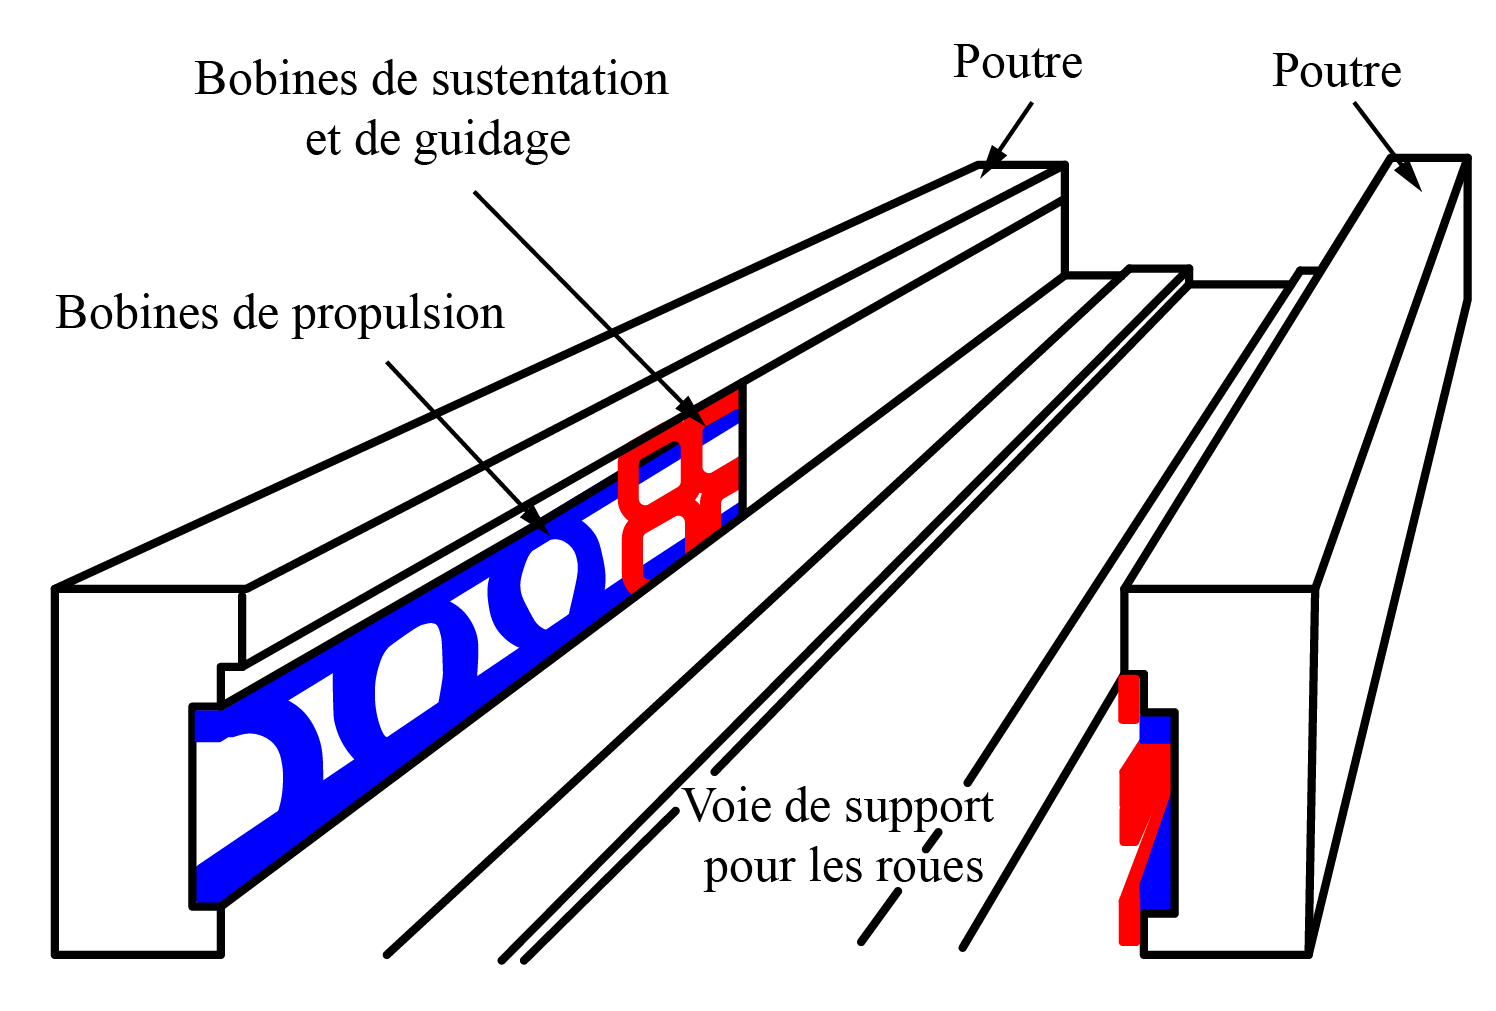 Bobines de sustentation
et de guidage
Poutre
Poutre
Bobines de propulsion
Voie de support
pour les roues